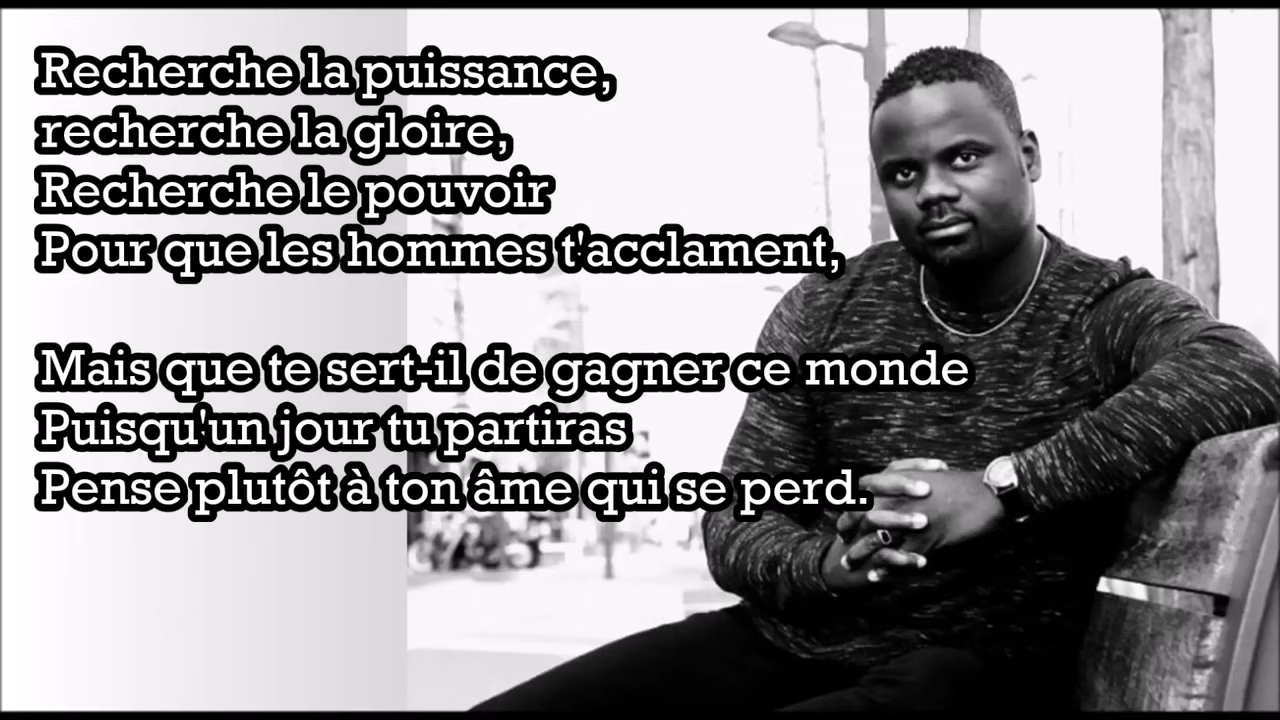 Recherche la puissance,
recherche la gloire,
Recherche le pouvoir
Pour que les hommes t'acclament,
Mais que te sert-il de gagner ce monde
Puisqu'un jour tu partiras
Pense plutôt à ton âme qui se perd.